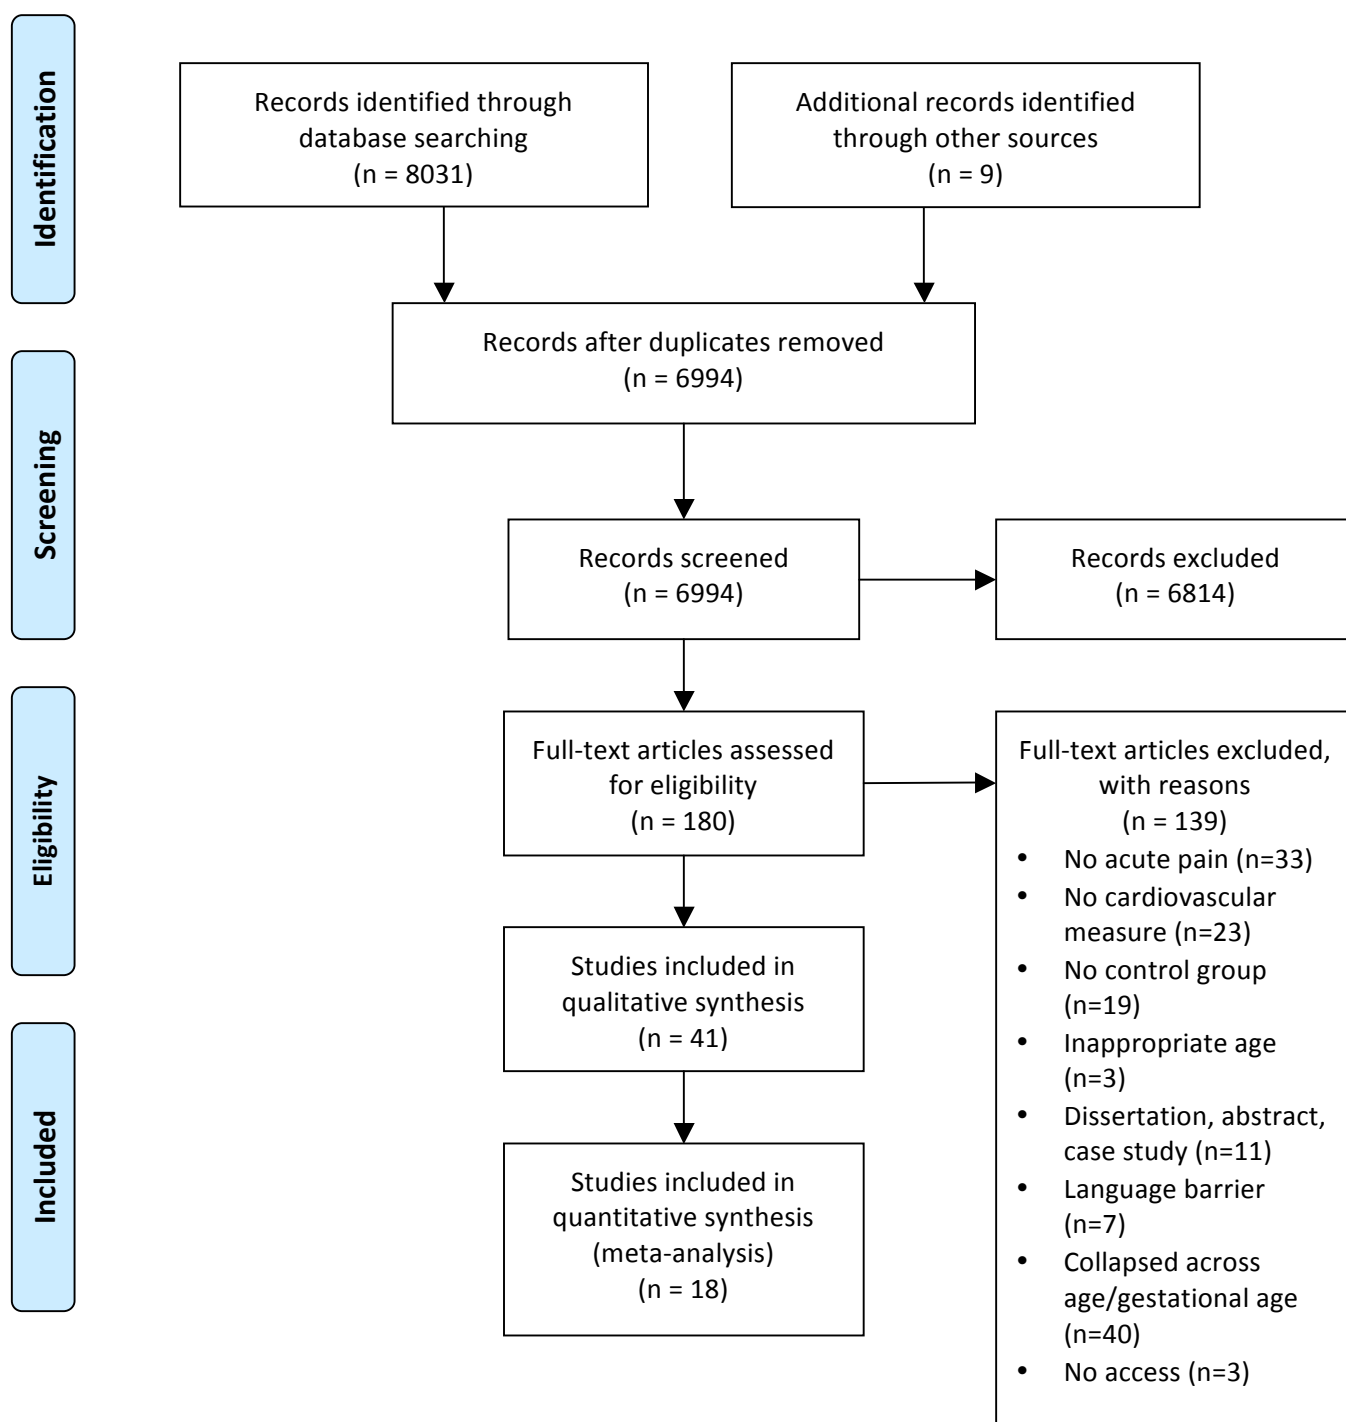 Identification
Records identified through
database searching
(n = 8031)
Additional records identified
through other sources
(n = 9)
Records after duplicates removed
(n = 6994)
Screening
Records screened
(n = 6994)
Records excluded
(n = 6814)
Eligibility
Full-text articles assessed
for eligibility
(n = 180)
Full-text articles excluded,
with reasons
(n = 139)
• No acute pain (n=33)
• No cardiovascular
measure (n=23)
• No control group
(n=19)
• Inappropriate age
(n=3)
• Dissertation, abstract,
case study (n=11)
• Language barrier
(n=7)
• Collapsed across
age/gestational age
(n=40)
• No access (n=3)
Studies included in
qualitative synthesis
(n = 41)
Included
Studies included in
quantitative synthesis
(meta-analysis)
(n = 18)